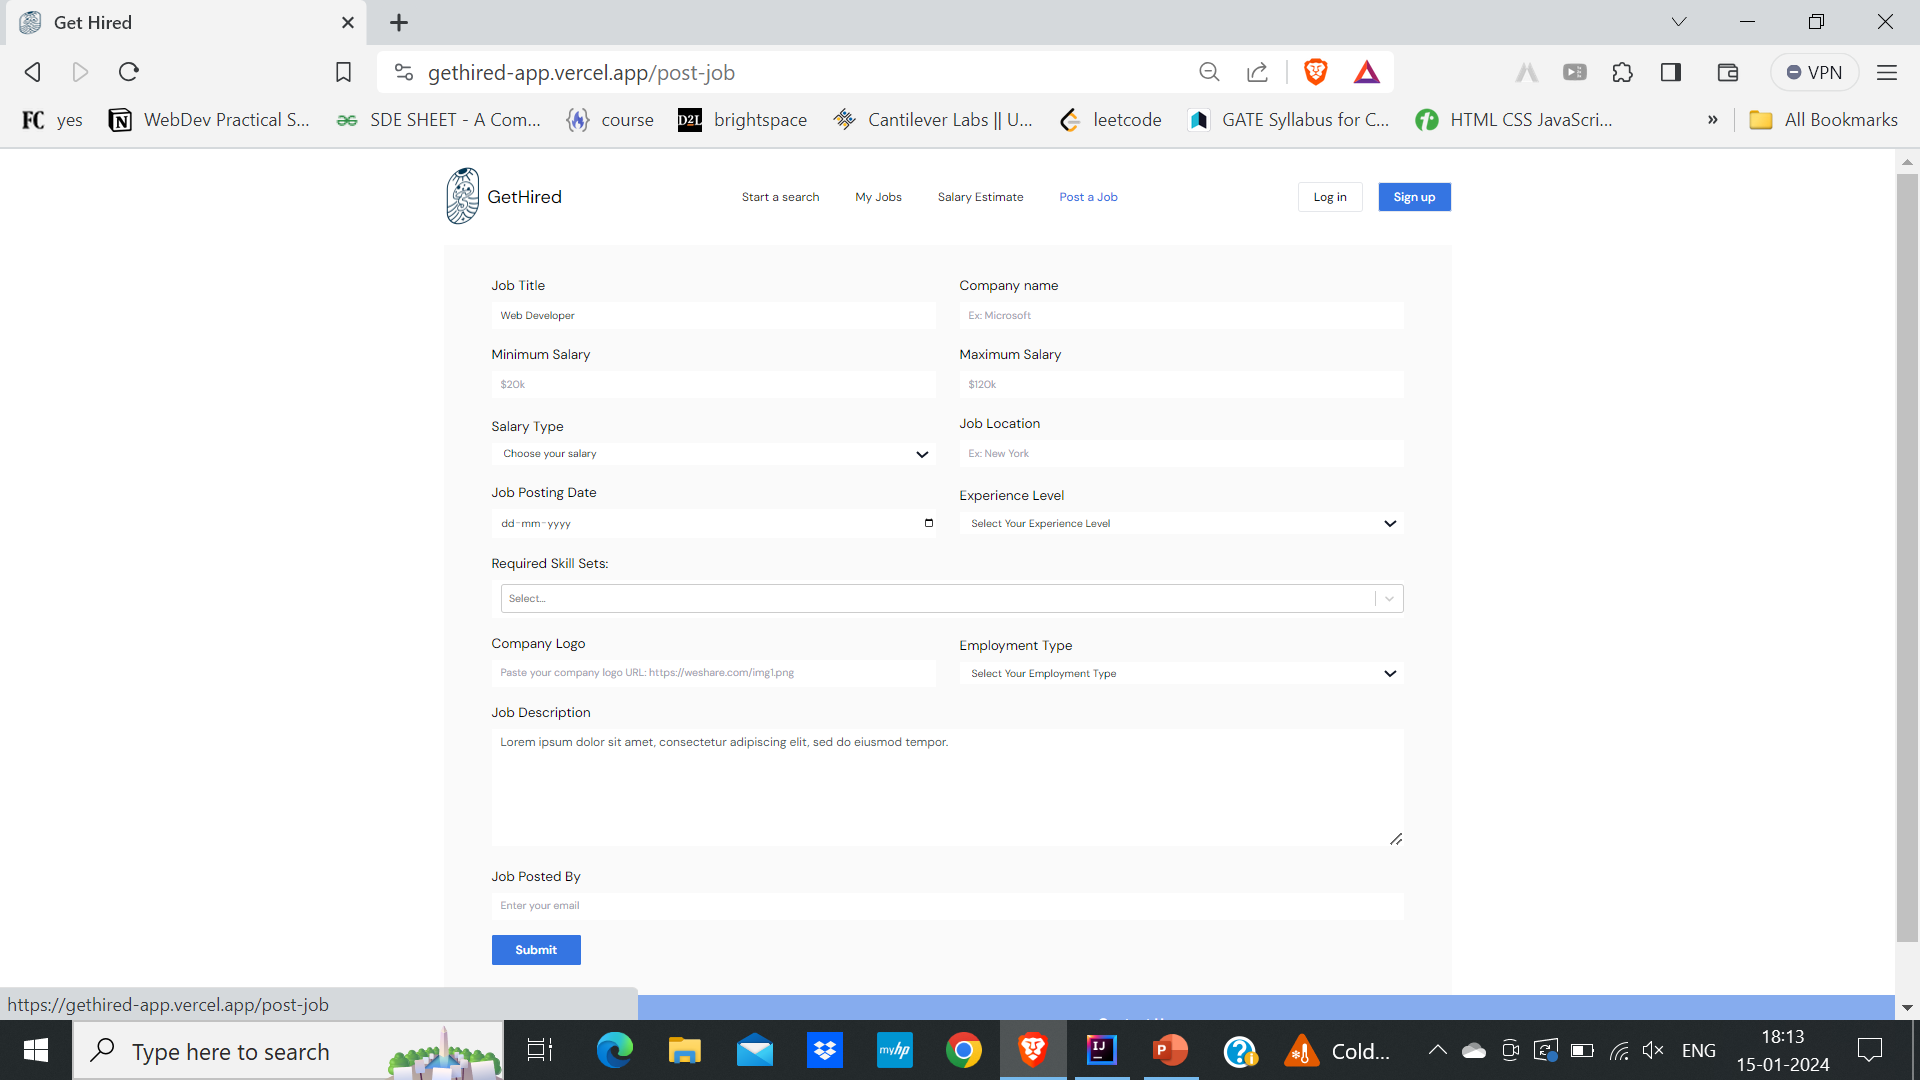 Get Hired
gethired-app.vercel.app/post-job
VPN
FC yes
WebDev Practical S...
SDE SHEET - A Com...
course
D2L brightspace
Cantilever Labs || U...
leetcode
GATE Syllabus for C...
HTML CSS JavaScri...
»
All Bookmarks
GetHired
Start a search
My Jobs
Salary Estimate
Post a Job
Log in
Sign up
Job Title
Company name
Web Developer
Ex: Microsoft
Minimum Salary
Maximum Salary
$20k
$120k
Salary Type
Job Location
Choose your salary
Ex: New York
Job Posting Date
Experience Level
dd-mm-yyyy
Select Your Experience Level
Required Skill Sets:
Select...
Company Logo
Employment Type
Paste your company logo URL: https://weshare.com/img1.png
Select Your Employment Type
Job Description
Lorem ipsum dolor sit amet, consectetur adipiscing elit, sed do eiusmod tempor.
Job Posted By
Enter your email
Submit
https://gethired-app.vercel.app/post-job
Type here to search
myhp
IJ
P
Cold...
ENG
18:13
15-01-2024